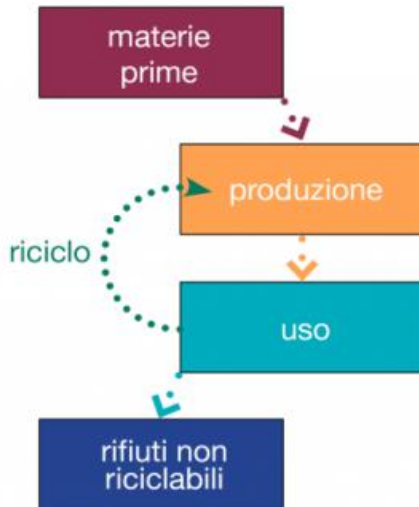 materie
prime
produzione
riciclo
uso
rifiuti non
riciclabili